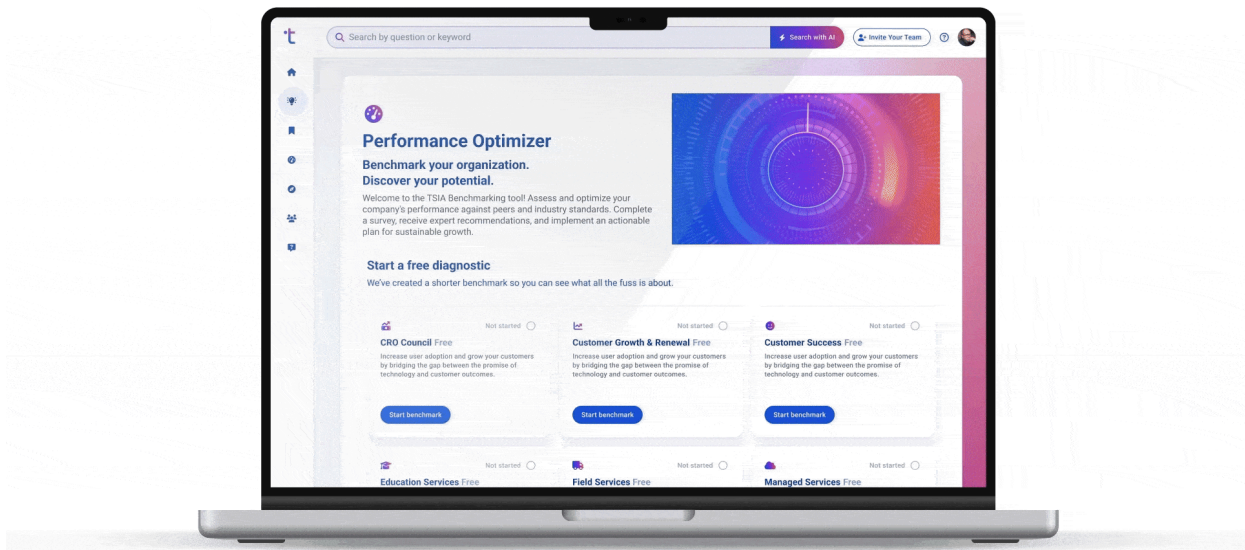 Search by question or keyword
Search with AI
Invite Your Team
Performance Optimizer
Benchmark your organization.
Discover your potential.
Welcome to the TSIA Benchmarking tool! Assess and optimize your
company's performance against peers and industry standards. Complete
a survey, receive expert recommendations, and implement an actionable
plan for sustainable growth.
Start a free diagnostic
We've created a shorter benchmark so you can see what all the fuss is about.
Not started
CRO Council Free
Increase user adoption and grow your customers
by bridging the gap between the promise of
technology and customer outcomes.
Start benchmark
Not started
Customer Growth & Renewal Free
Increase user adoption and grow your customers
by bridging the gap between the promise of
technology and customer outcomes.
Start benchmark
Not started
Customer Success Free
Increase user adoption and grow your customers
by bridging the gap between the promise of
technology and customer outcomes.
Start benchmark
Not started
Education Services Free
Not started
Field Services Free
Not started
Managed Services Free